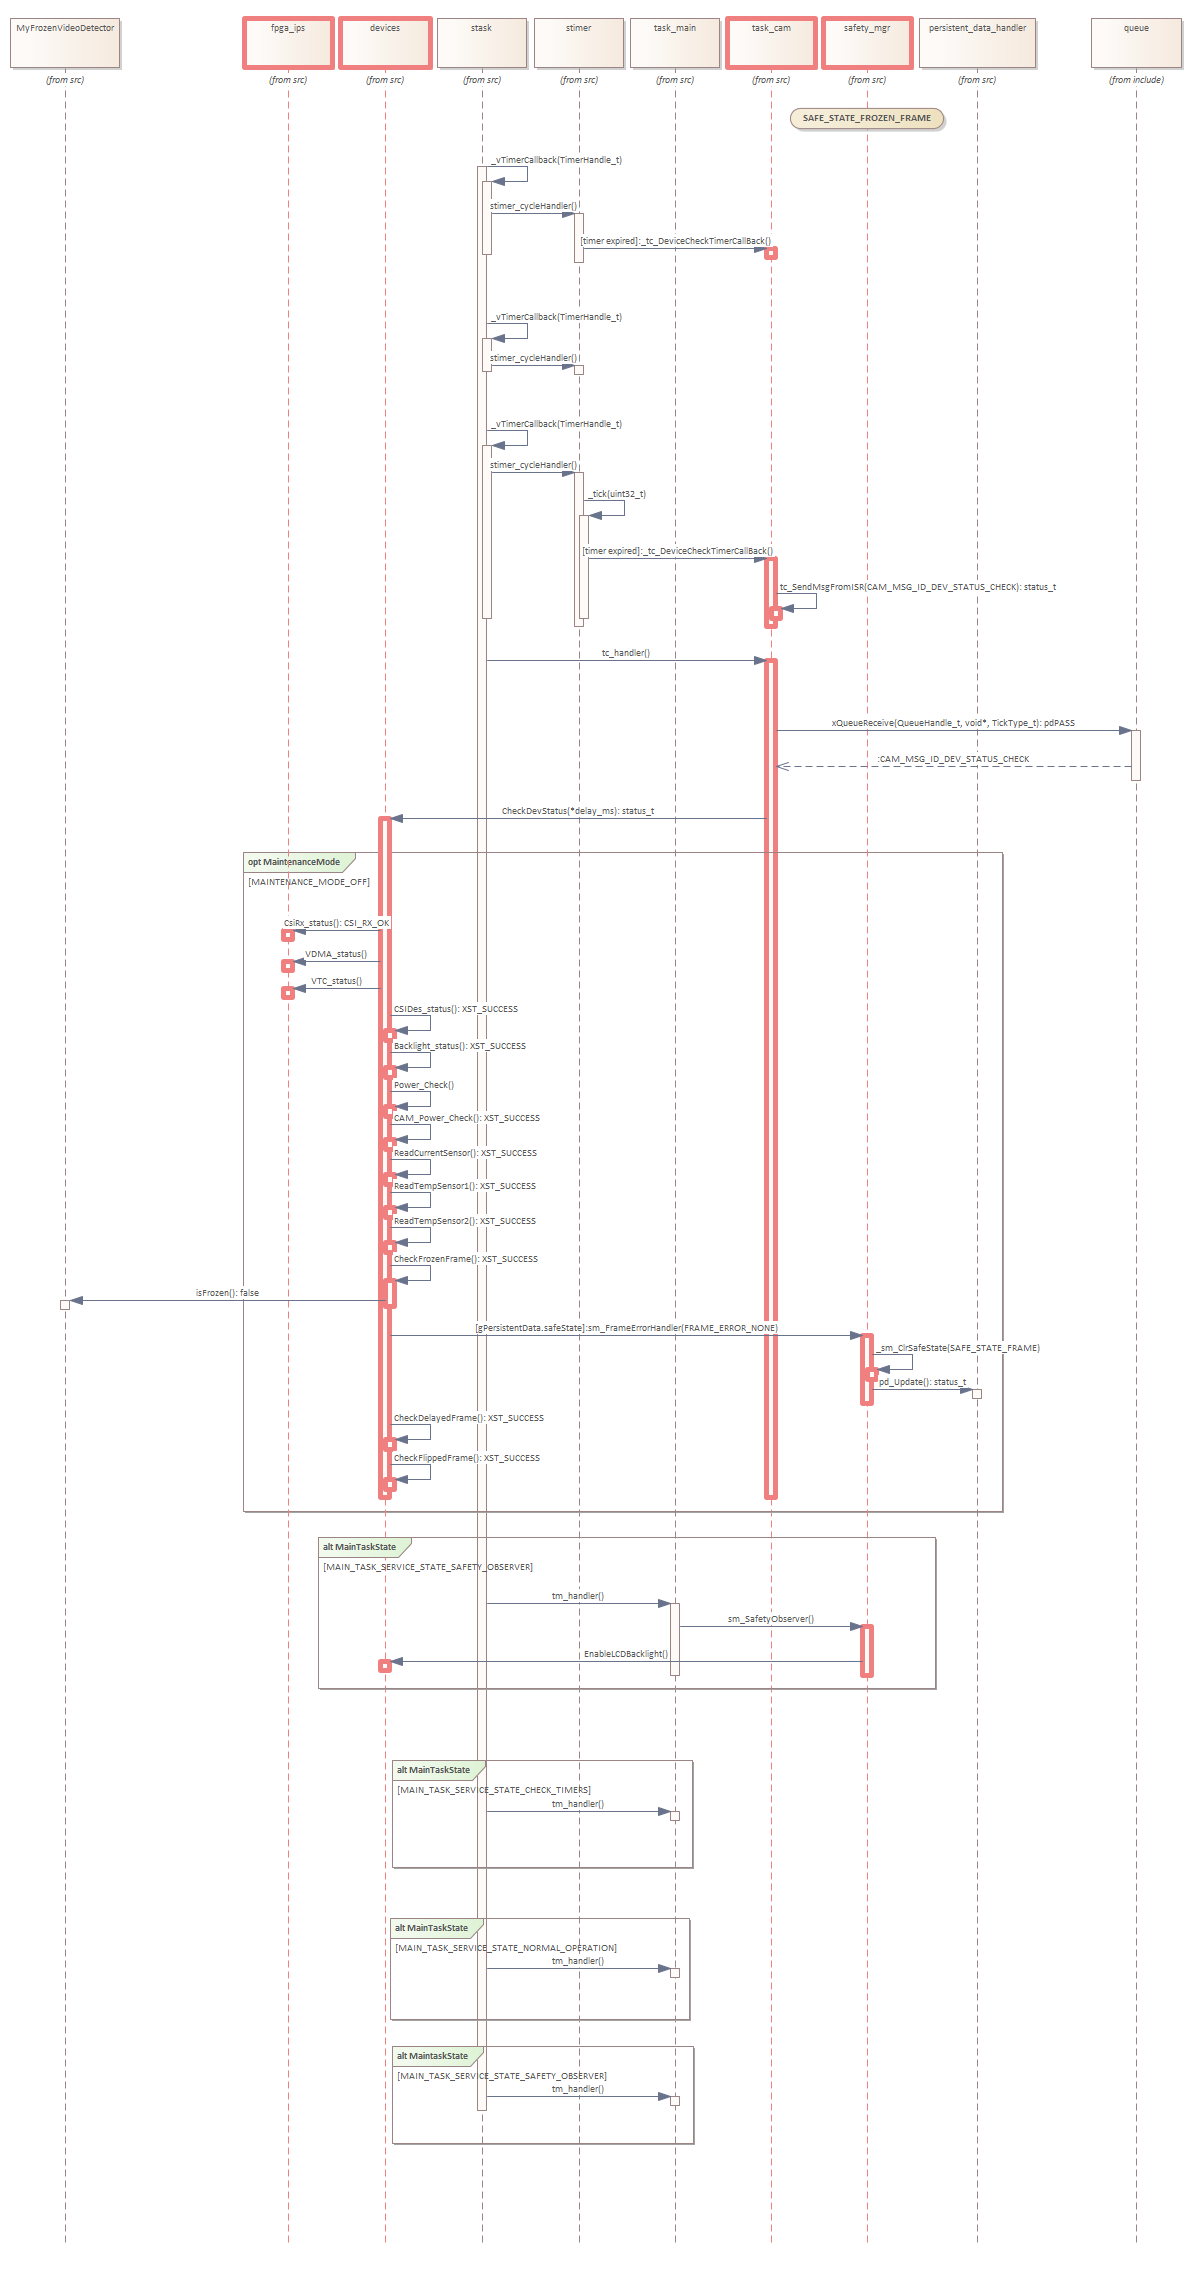 MyFrozenVideoDetector
fpga_ips
devices
stask
stimer
task_main
task_cam
safety_mgr
persistent_data_handler
queue
(from src)
(from src)
(from src)
(from src)
(from src)
(from src)
(from src)
(from src)
(from src)
(from include)
SAFE_STATE_FROZEN_FRAME
_vTimerCallback(TimerHandle_t)
stimer_cycleHandler()
[timer expired]:_tc_DeviceCheckTimerCallBack()
_vTimerCallback(TimerHandle_t)
stimer_cycleHandler()
_vTimerCallback(TimerHandle_t)
stimer_cycleHandler()
_tick(uint32_t)
[timer expired]:_tc_DeviceCheckTimerCallBack()
tc_SendMsgFromISR(CAM_MSG_ID_DEV_STATUS_CHECK): status_t
tc_handler()
xQueueReceive(QueueHandle_t, void*, TickType_t): pdPASS
:CAM_MSG_ID_DEV_STATUS_CHECK
CheckDevStatus(*delay_ms): status_t
opt MaintenanceMode
[MAINTENANCE_MODE_OFF]
CsiRx_status(): CSI_RX_OK
VDMA_status()
VTC_status()
CSIDes_status(): XST_SUCCESS
Backlight_status(): XST_SUCCESS
Power_Check()
CAM_Power_Check(): XST_SUCCESS
ReadCurrentSensor(): XST_SUCCESS
ReadTempSensor1(): XST_SUCCESS
ReadTempSensor2(): XST_SUCCESS
CheckFrozenFrame(): XST_SUCCESS
isFrozen(): false
[gPersistentData.safeState]:sm_FrameErrorHandler(FRAME_ERROR_NONE)
_sm_ClrSafeState(SAFE_STATE_FRAME)
pd_Update(): status_t
CheckDelayedFrame(): XST_SUCCESS
CheckFlippedFrame(): XST_SUCCESS
alt MainTaskState
[MAIN_TASK_SERVICE_STATE_SAFETY_OBSERVER]
tm_handler()
sm_SafetyObserver()
EnableLCDBacklight()
alt MainTaskState
[MAIN_TASK_SERVICE_STATE_CHECK_TIMERS]
tm_handler()
alt MainTaskState
[MAIN_TASK_SERVICE_STATE_NORMAL_OPERATION]
tm_handler()
alt MaintaskState
[MAIN_TASK_SERVICE_STATE_SAFETY_OBSERVER]
tm_handler()